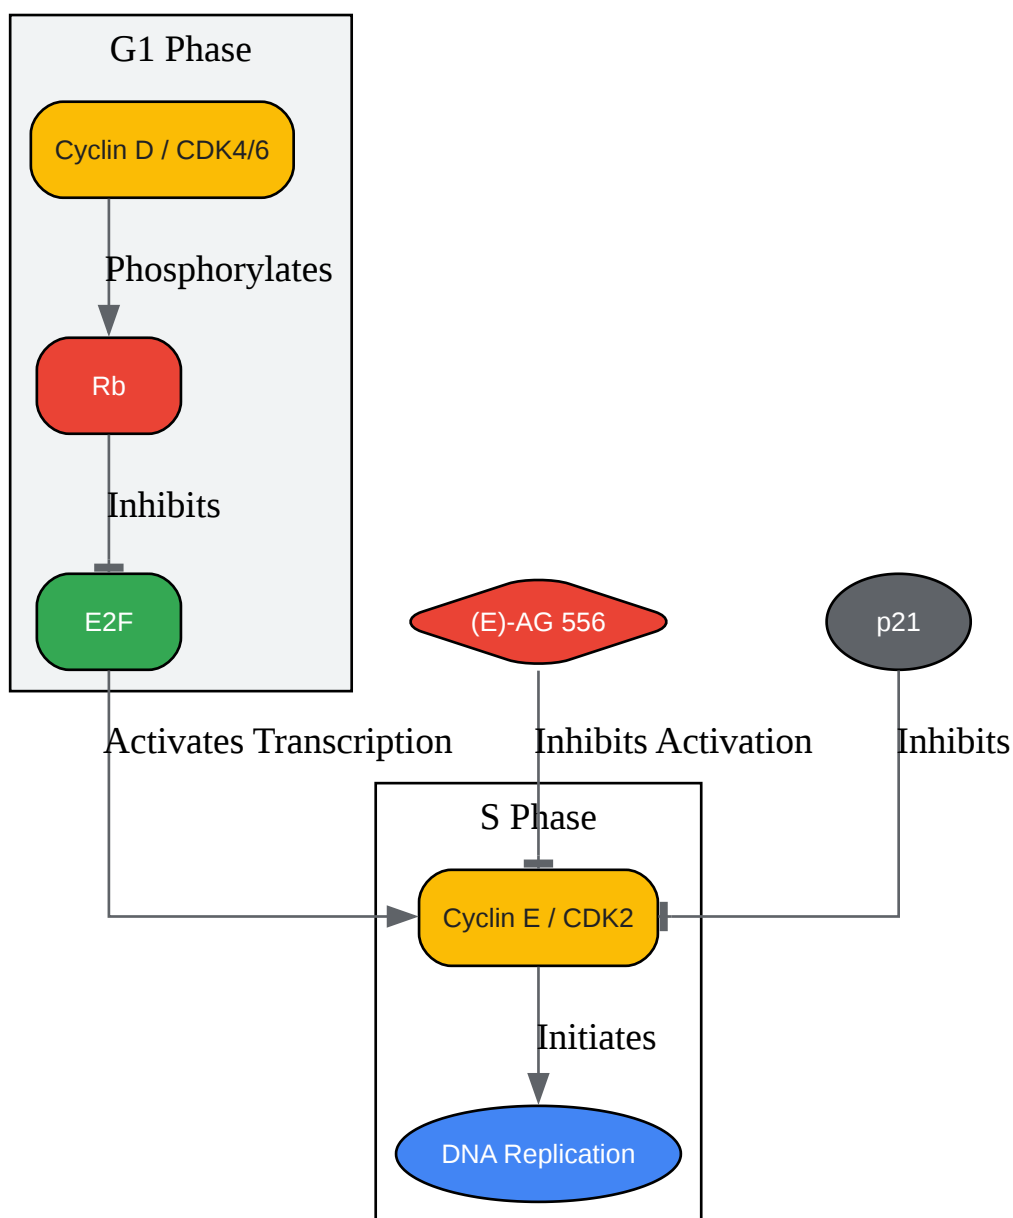 G1 Phase
Cyclin D / CDK4/6
Phosphorylates
Rb
Inhibits
E2F
(E)-AG 556
p21
Activates Transcription
Inhibits Activation
Inhibits
S Phase
Cyclin E / CDK2
Initiates
DNA Replication